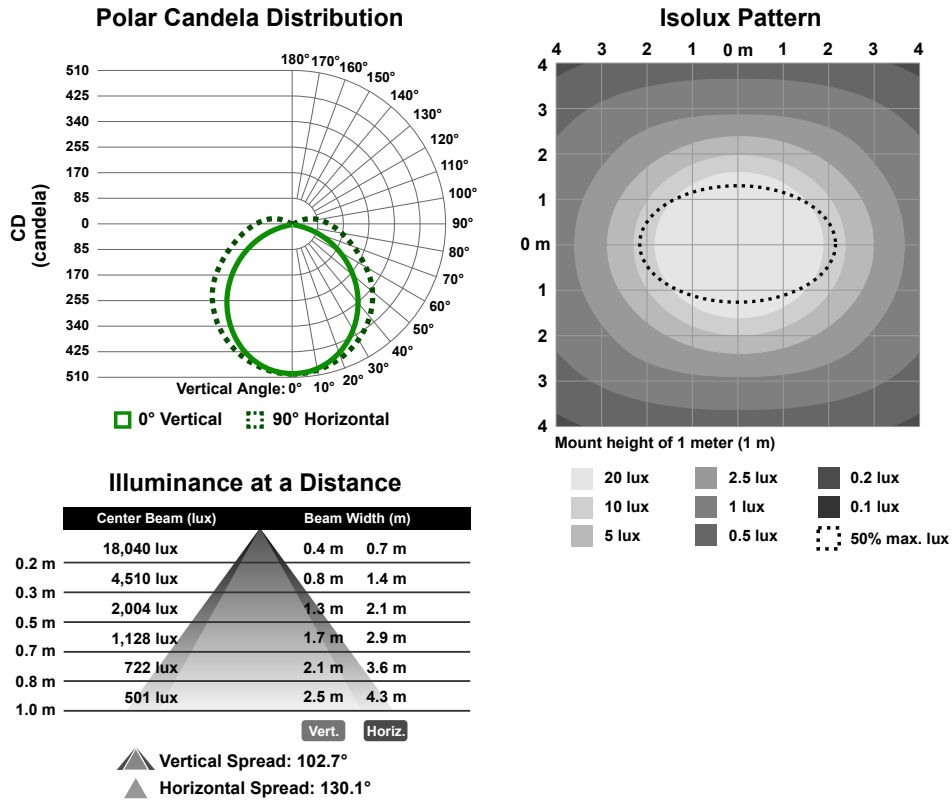 Polar Candela Distribution
180° 170° 160° 150° 140° 130° 120° 110° 100° 90° 80° 70° 60° 50° 40° 30° 20° 10° 0°
CD (candela)
510
425
340
255
170
85
0
85
170
255
340
425
510
Vertical Angle:
0° Vertical 90° Horizontal
Isolux Pattern
4 3 2 1 0 m 1 2 3 4
4
3
2
1
0 m
1
2
3
4
Mount height of 1 meter (1 m)
20 lux 2.5 lux 0.2 lux
10 lux 1 lux 0.1 lux
5 lux 0.5 lux 50% max. lux
Illuminance at a Distance
Center Beam (lux) Beam Width (m)
18,040 lux 0.4 m 0.7 m
0.2 m
4,510 lux 0.8 m 1.4 m
0.3 m
2,004 lux 1.3 m 2.1 m
0.5 m
1,128 lux 1.7 m 2.9 m
0.7 m
722 lux 2.1 m 3.6 m
0.8 m
501 lux 2.5 m 4.3 m
1.0 m
Vert. Horiz.
Vertical Spread: 102.7°
Horizontal Spread: 130.1°